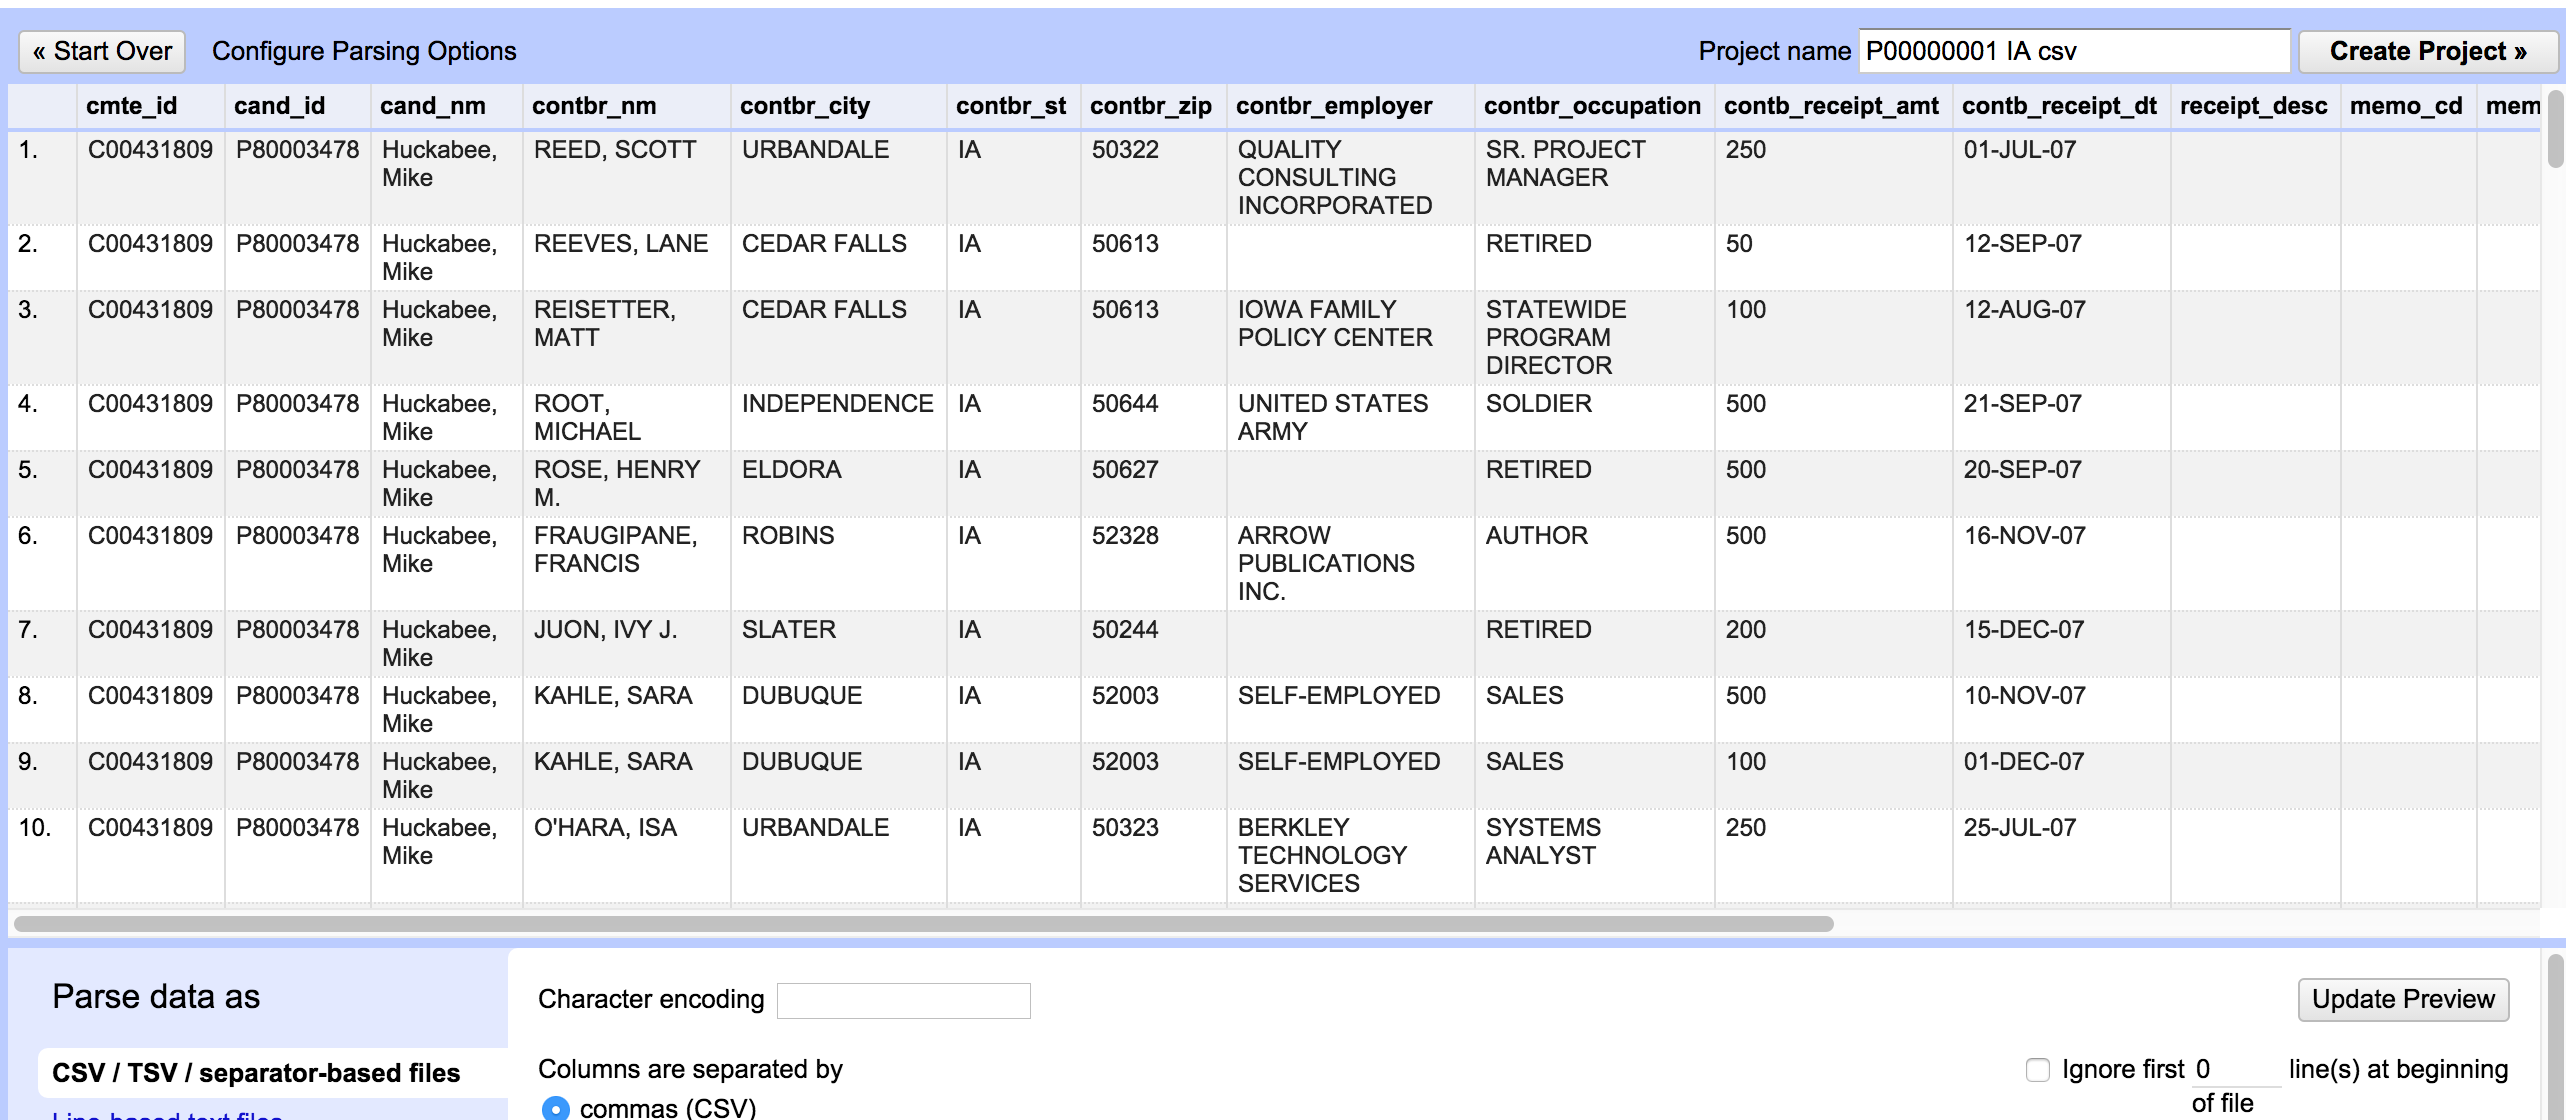 « Start Over Configure Parsing Options Project name P00000001 IA csv Create Project »
cmte_id cand_id cand_nm contbr_nm contbr_city contbr_st contbr_zip contbr_employer contbr_occupation contb_receipt_amt contb_receipt_dt receipt_desc memo_cd mem
1. C00431809 P80003478 Huckabee, REED, SCOTT URBANDALE IA 50322 QUALITY SR. PROJECT 250 01-JUL-07
Mike CONSULTING MANAGER
INCORPORATED
2. C00431809 P80003478 Huckabee, REEVES, LANE CEDAR FALLS IA 50613 RETIRED 50 12-SEP-07
Mike
3. C00431809 P80003478 Huckabee, REISETTER, CEDAR FALLS IA 50613 IOWA FAMILY STATEWIDE 100 12-AUG-07
Mike MATT POLICY CENTER PROGRAM
DIRECTOR
4. C00431809 P80003478 Huckabee, ROOT, INDEPENDENCE IA 50644 UNITED STATES SOLDIER 500 21-SEP-07
Mike MICHAEL ARMY
5. C00431809 P80003478 Huckabee, ROSE, HENRY ELDORA IA 50627 RETIRED 500 20-SEP-07
Mike M.
6. C00431809 P80003478 Huckabee, FRAUGIPANE, ROBINS IA 52328 ARROW AUTHOR 500 16-NOV-07
Mike FRANCIS PUBLICATIONS
INC.
7. C00431809 P80003478 Huckabee, JUON, IVY J. SLATER IA 50244 RETIRED 200 15-DEC-07
Mike
8. C00431809 P80003478 Huckabee, KAHLE, SARA DUBUQUE IA 52003 SELF-EMPLOYED SALES 500 10-NOV-07
Mike
9. C00431809 P80003478 Huckabee, KAHLE, SARA DUBUQUE IA 52003 SELF-EMPLOYED SALES 100 01-DEC-07
Mike
10. C00431809 P80003478 Huckabee, O'HARA, ISA URBANDALE IA 50323 BERKLEY SYSTEMS 250 25-JUL-07
Mike TECHNOLOGY ANALYST
SERVICES
Parse data as Character encoding Update Preview
CSV / TSV / separator-based files Columns are separated by Ignore first 0 line(s) at beginning
Line-based text files commas (CSV) of file